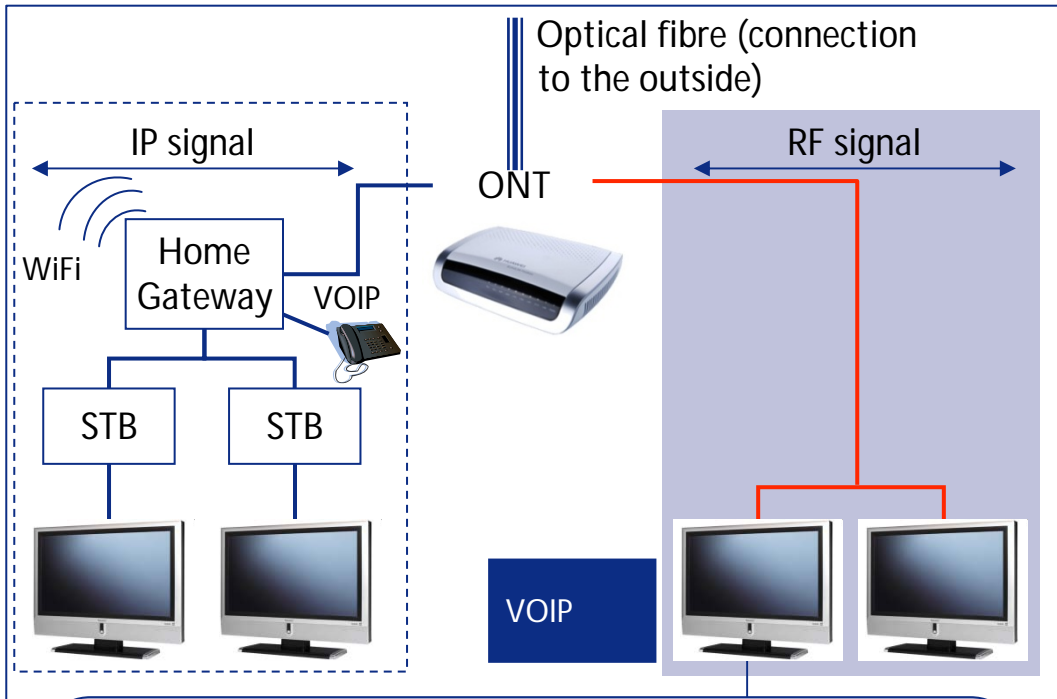 Optical fibre (connection
to the outside)
IP signal
RF signal
ONT
WiFi
Home
Gateway
VOIP
STB
STB
VOIP